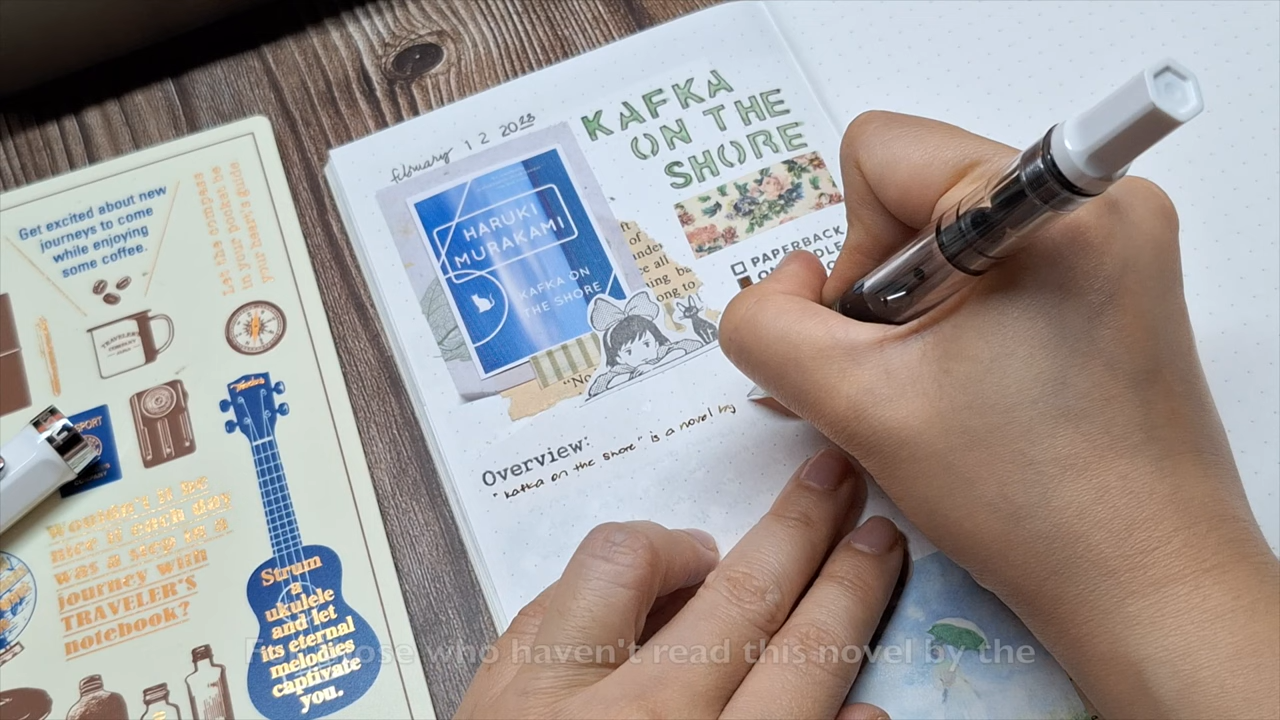 Get excited about new
journeys to come
while enjoying
some coffee.
Let the compass
in your pocket be
your heart's guide
TRAVELER'S
COMPANY
Wouldn't it be
nice if each day
was a step in a
journey with
TRAVELER'S
notebook?
Strum
a
ukulele
and let
its eternal
melodies
captivate
you.
february 12 2023
HARUKI
MURAKAMI
KAFKA ON
THE SHORE
KAFKA
ON THE
SHORE
PAPERBACK
Overview:
"kafka on the shore" is a novel by
who haven't read this novel by the